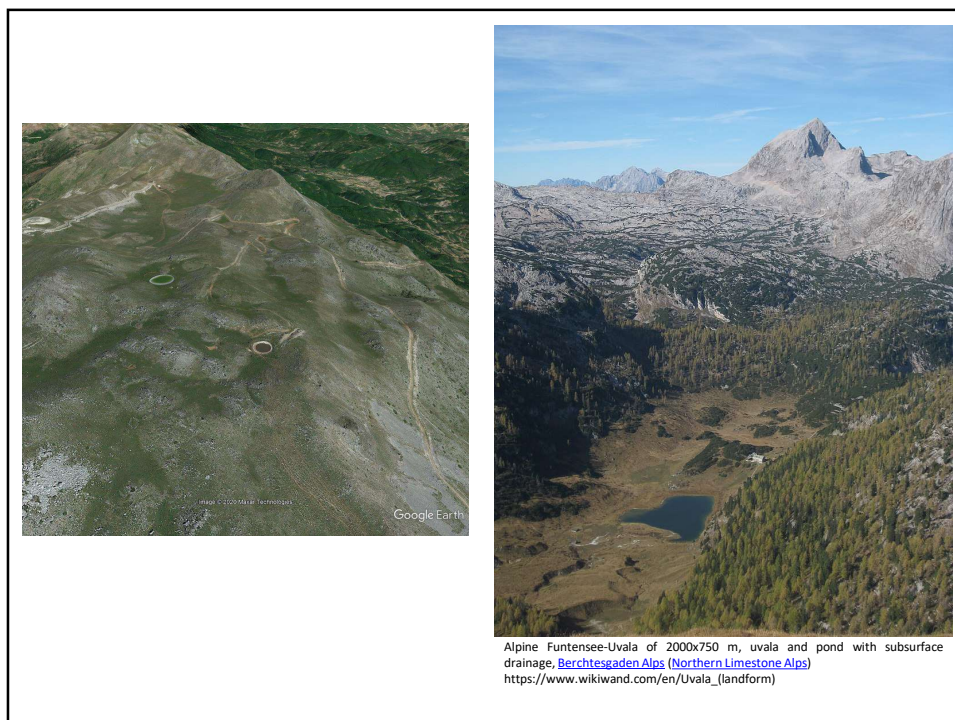 Image © 2020 Maxar Technologies
Google Earth
Alpine Funtensee-Uvala of 2000x750 m, uvala and pond with subsurface
drainage, Berchtesgaden Alps (Northern Limestone Alps)
https://www.wikiwand.com/en/Uvala_(landform)